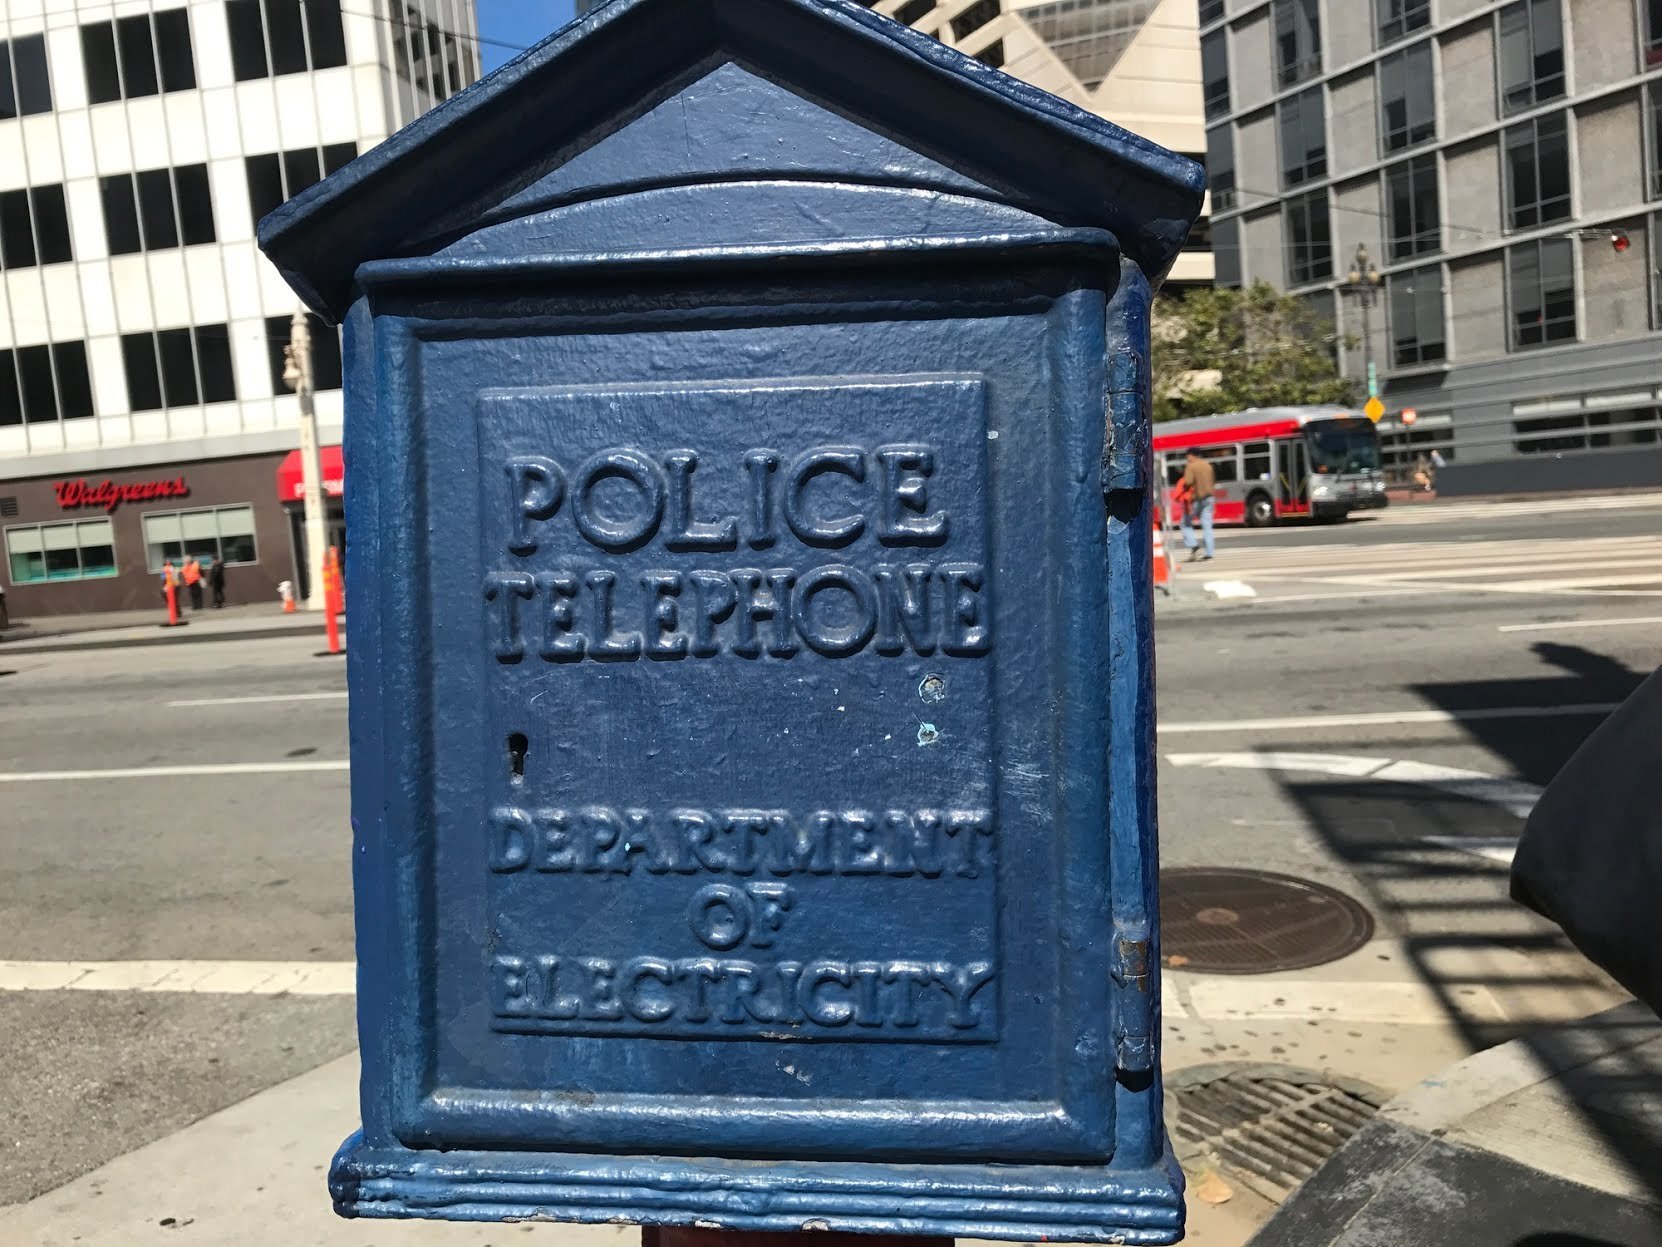 POLICE
TELEPHONE
DEPARTMENT
OF
ELECTRICITY
Walgreens